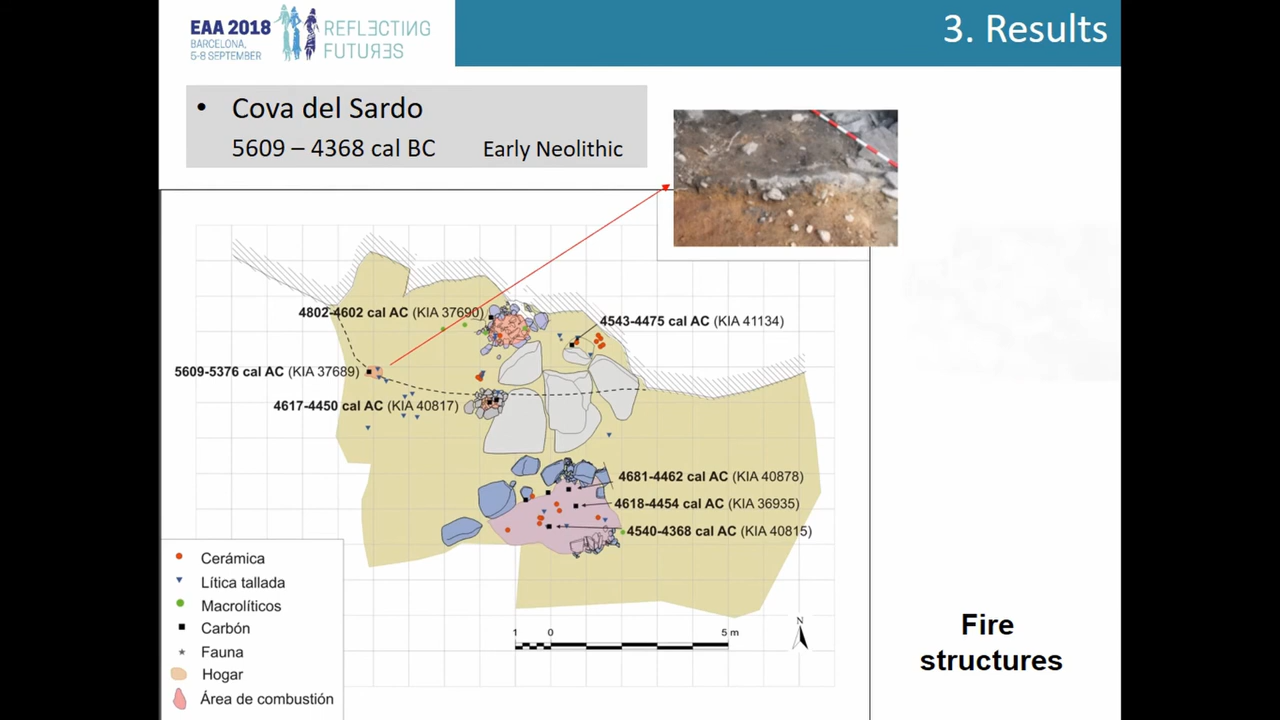 EAA 2018
BARCELONA,
5-8 SEPTEMBER
REFLECTING
FUTURES
3. Results
• Cova del Sardo
5609 – 4368 cal BC Early Neolithic
4802-4602 cal AC (KIA 37690)
4543-4475 cal AC (KIA 41134)
5609-5376 cal AC (KIA 37689)
4617-4450 cal AC (KIA 40817)
4681-4462 cal AC (KIA 40878)
4618-4454 cal AC (KIA 36935)
4540-4368 cal AC (KIA 40815)
Cerámica
Lítica tallada
Macrolíticos
Carbón
Fauna
Hogar
Área de combustión
1 0 5 m
N
Fire
structures